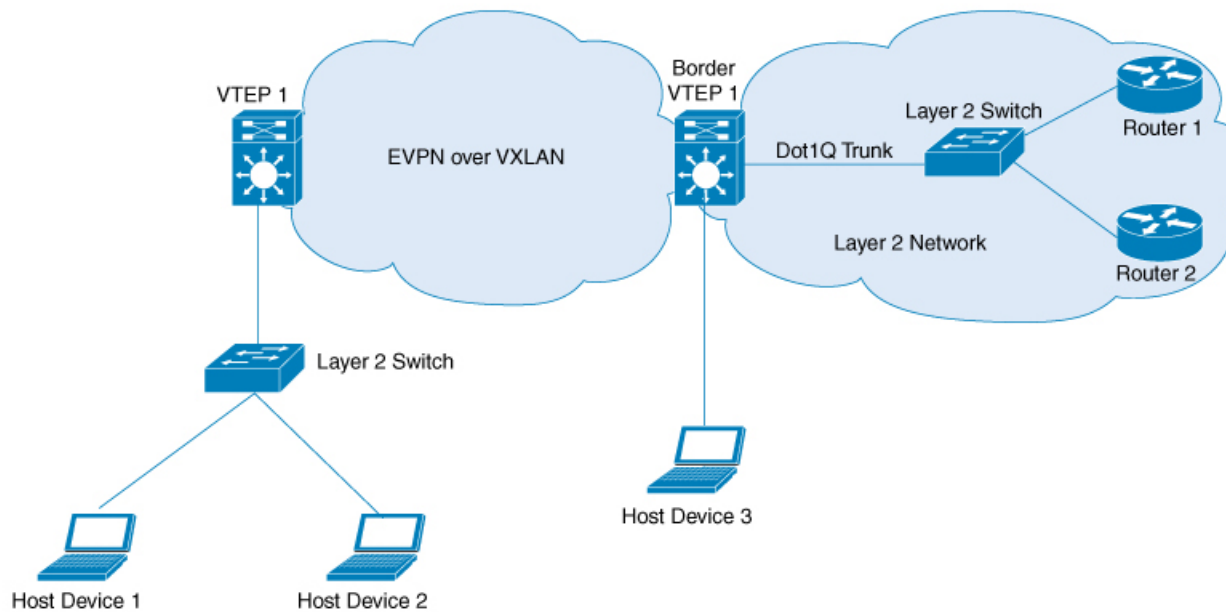 VTEP 1
Border
VTEP 1
Layer 2 Switch
Router 1
EVPN over VXLAN
Dot1Q Trunk
Layer 2 Network
Router 2
Layer 2 Switch
Host Device 3
Host Device 1
Host Device 2